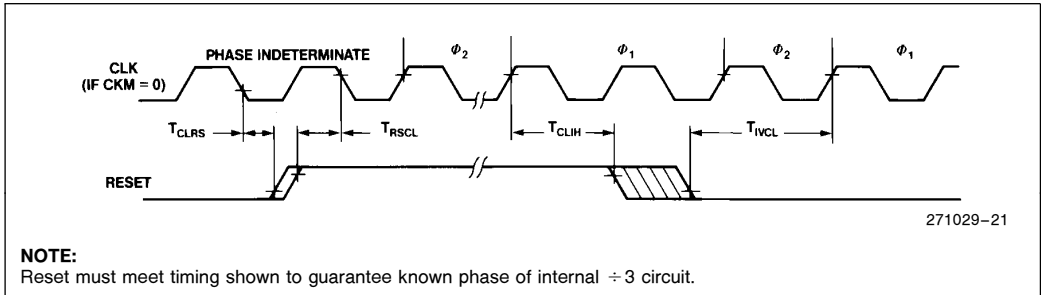 PHASE INDETERMINATE
Φ2
Φ1
Φ2
Φ1
CLK
(IF CKM = 0)
TCLRS
TRSCL
TCLIH
TIVCL
RESET
271029–21
NOTE:
Reset must meet timing shown to guarantee known phase of internal ÷3 circuit.